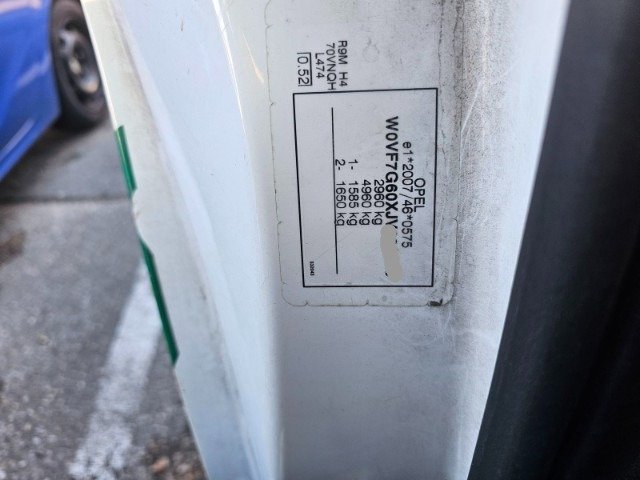 R9M H4
70VNQH
L474
0.52
OPEL
e1*2007/46*0575
W0VF7G60XJV
2960 kg
4960 kg
1- 1585 kg
2- 1650 kg